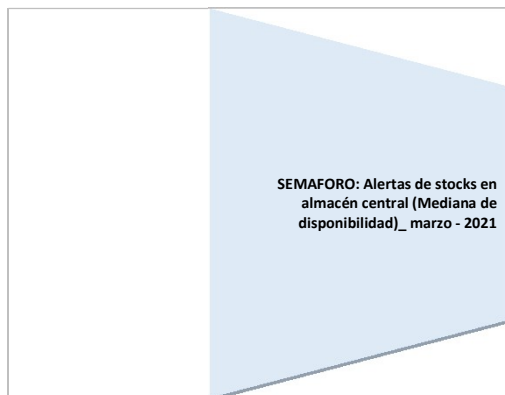 SEMAFORO: Alertas de stocks en
almacén central (Mediana de
disponibilidad)_ marzo - 2021